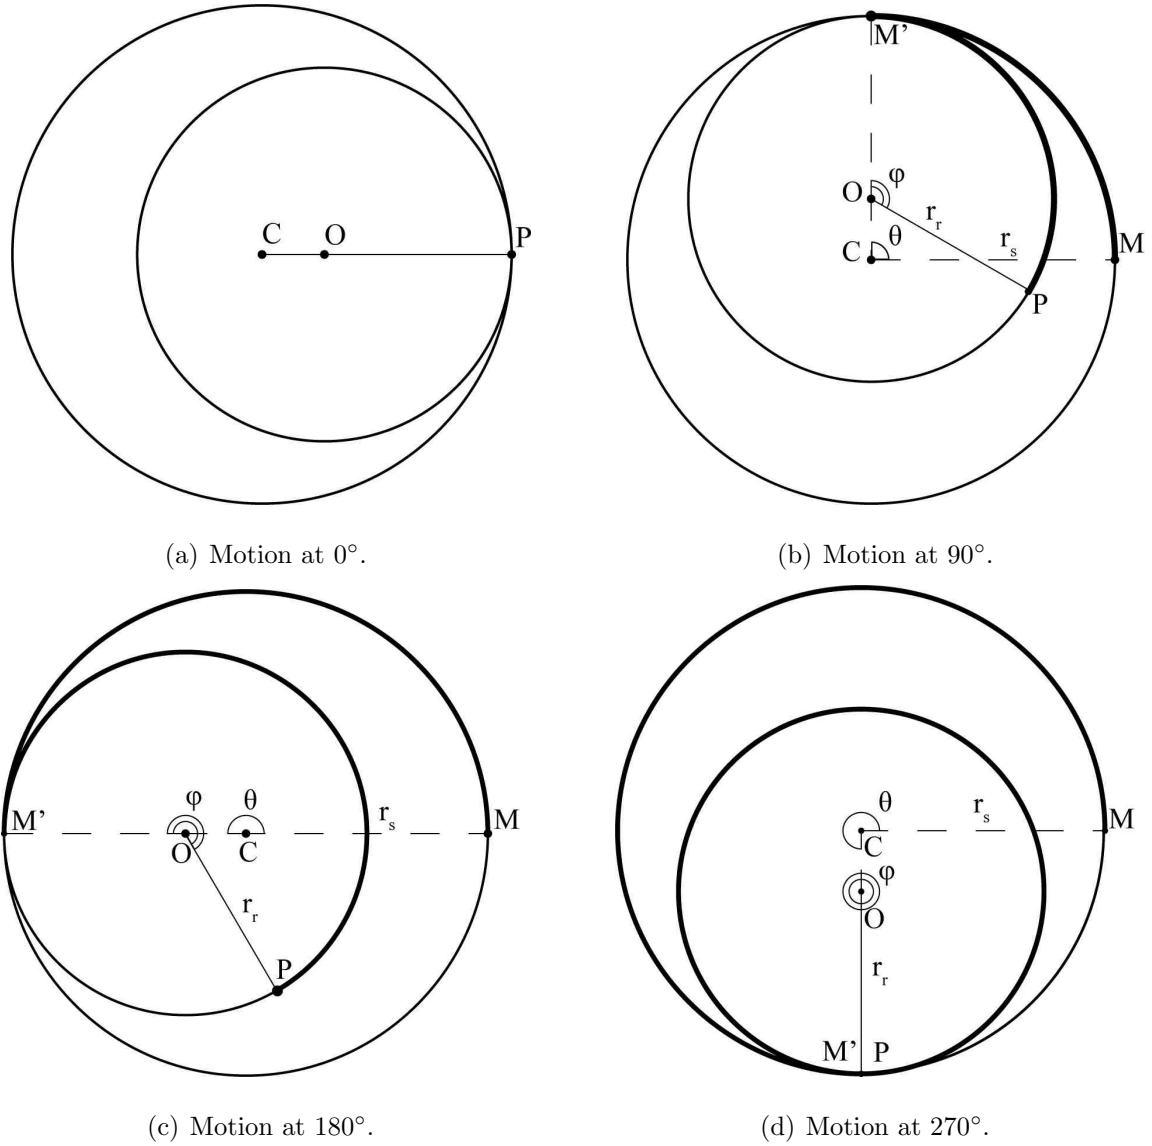 C O P
(a) Motion at 0°.
M'
O φ
r_r
C θ r_s M
P
(b) Motion at 90°.
M' φ θ r_s M
O C
r_r
P
(c) Motion at 180°.
θ r_s M
C
φ
O
r_r
M' P
(d) Motion at 270°.